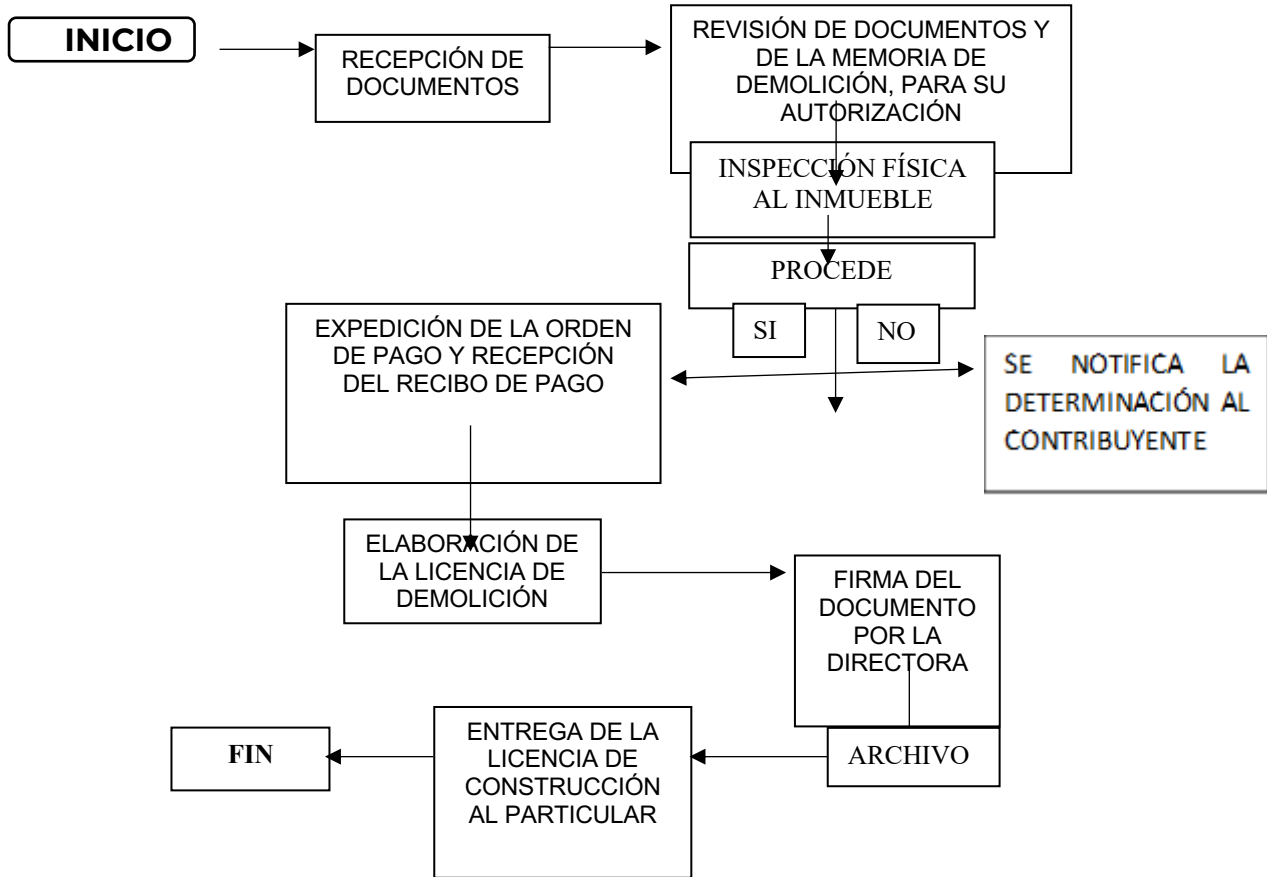 INICIO
RECEPCIÓN DE
DOCUMENTOS
REVISIÓN DE DOCUMENTOS Y
DE LA MEMORIA DE
DEMOLICIÓN, PARA SU
AUTORIZACIÓN
INSPECCIÓN FÍSICA
AL INMUEBLE
PROCEDE
SI
NO
EXPEDICIÓN DE LA ORDEN
DE PAGO Y RECEPCIÓN
DEL RECIBO DE PAGO
SE NOTIFICA LA
DETERMINACIÓN AL
CONTRIBUYENTE
ELABORACIÓN DE
LA LICENCIA DE
DEMOLICIÓN
FIRMA DEL
DOCUMENTO
POR LA
DIRECTORA
ARCHIVO
ENTREGA DE LA
LICENCIA DE
CONSTRUCCIÓN
AL PARTICULAR
FIN